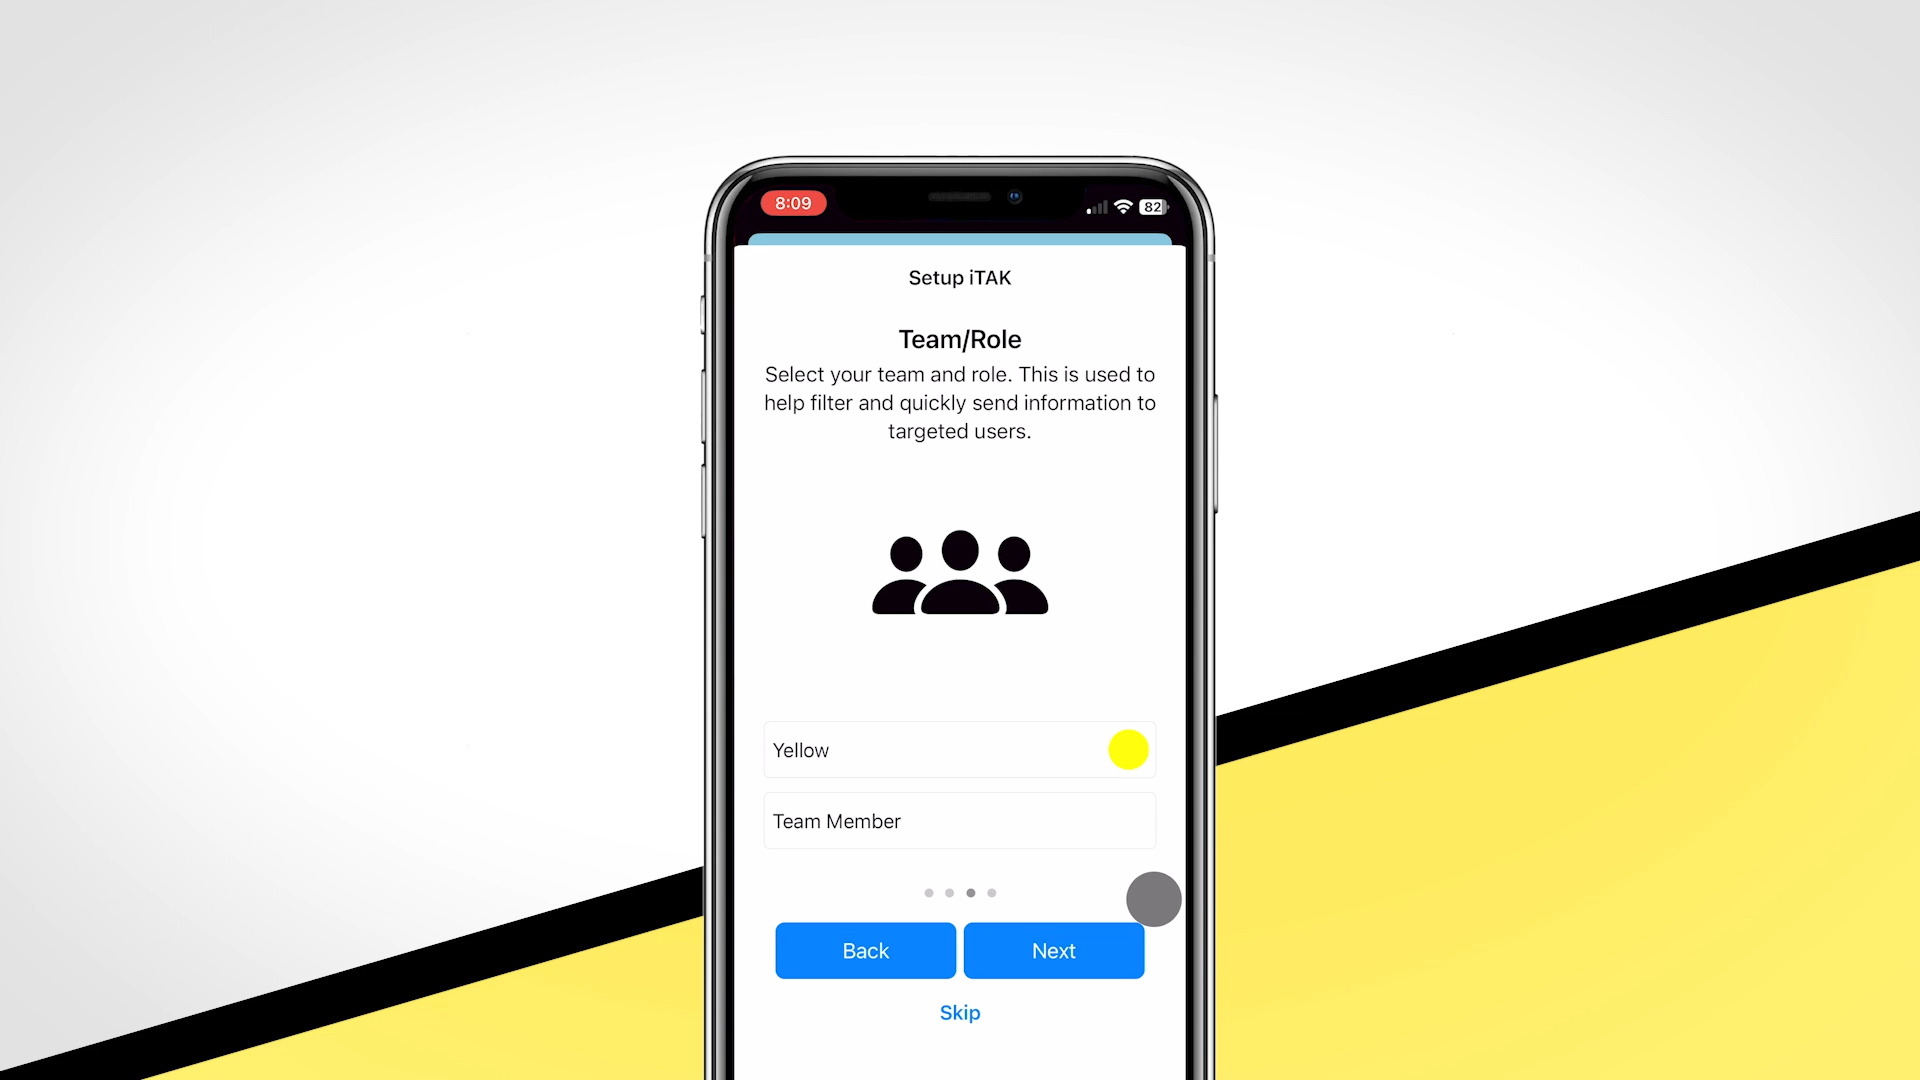 8:09
82
Setup iTAK
Team/Role
Select your team and role. This is used to
help filter and quickly send information to
targeted users.
Yellow
Team Member
Back
Next
Skip